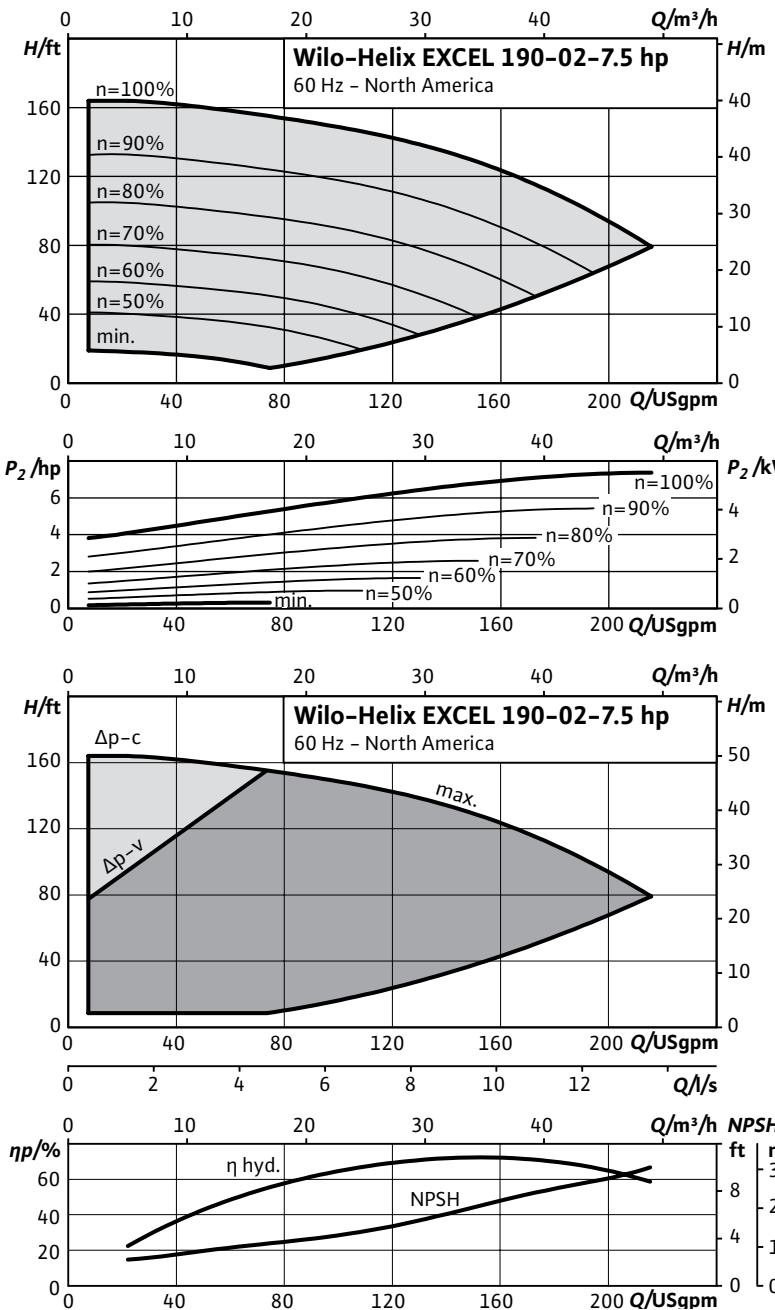 0 10 20 30 40 Q/m³/h
H/ft H/m
Wilo-Helix EXCEL 190-02-7.5 hp
60 Hz – North America
n=100%
n=90%
n=80%
n=70%
n=60%
n=50%
min.
160
120
80
40
0
40
40
30
20
10
0
0 40 80 120 160 200 Q/USgpm
0 10 20 30 40 Q/m³/h
P2 /hp P2 /kW
6
4
2
0
4
2
0
n=100%
n=90%
n=80%
n=70%
n=60%
n=50%
min.
0 40 80 120 160 200 Q/USgpm
0 10 20 30 40 Q/m³/h
H/ft H/m
Wilo-Helix EXCEL 190-02-7.5 hp
60 Hz – North America
Δp-c
Δp-v
max.
160
120
80
40
0
50
40
30
20
10
0
0 40 80 120 160 200 Q/USgpm
0 2 4 6 8 10 12 Q/l/s
0 10 20 30 40 Q/m³/h NPSH
ηp/% ft
η hyd.
NPSH
60
40
20
0
8
4
0
3
2
1
0
0 40 80 120 160 200 Q/USgpm